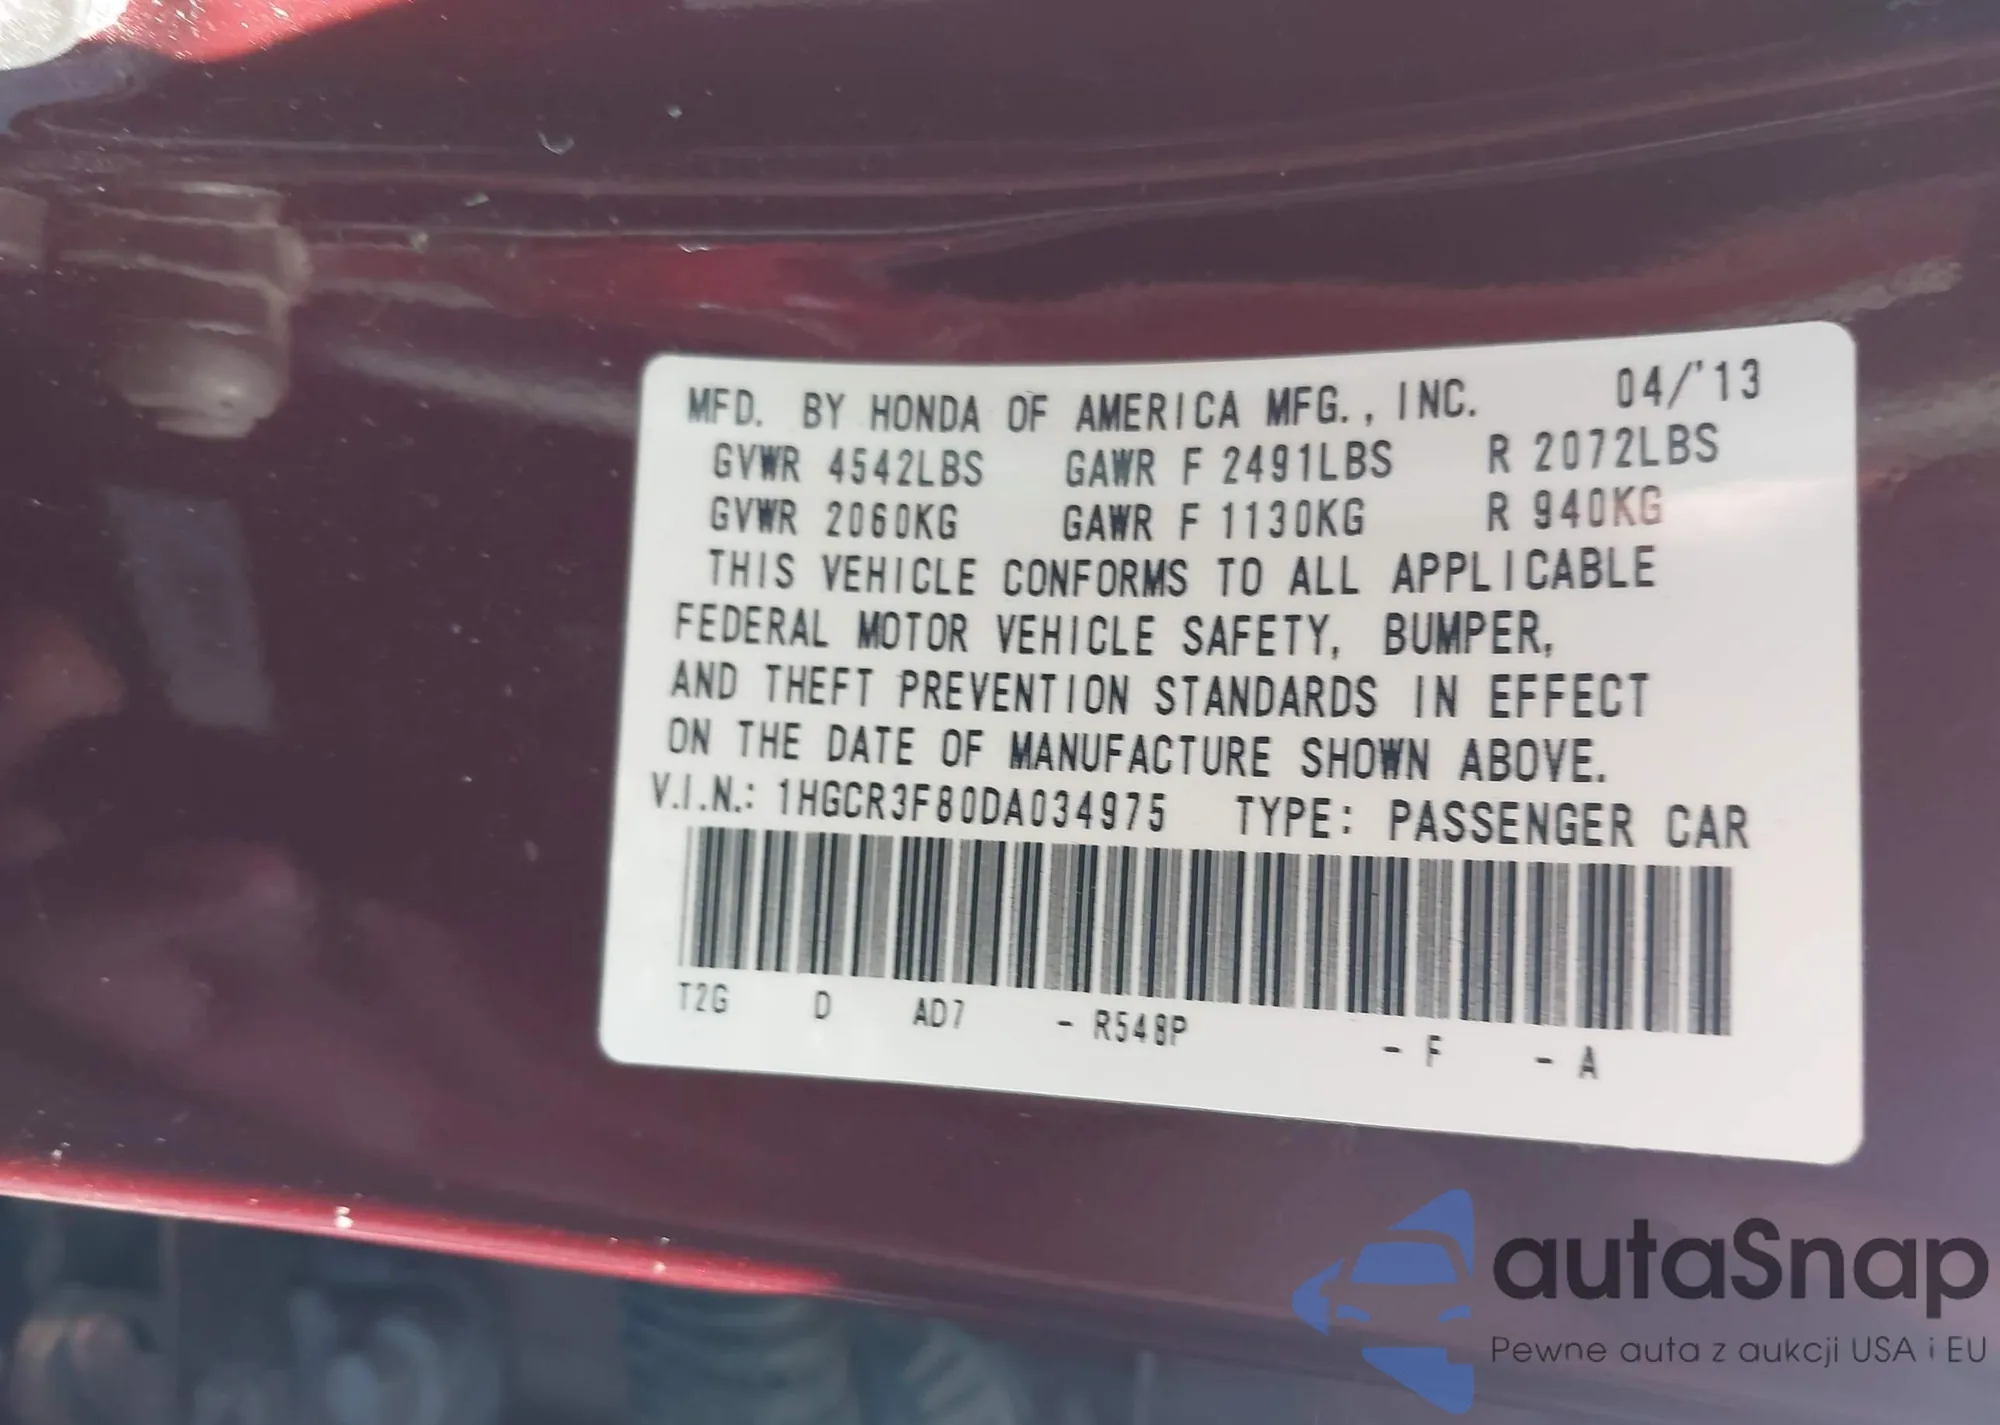 MFD. BY HONDA OF AMERICA MFG., INC. 04/'13
GVWR 4542LBS GAWR F 2491LBS R 2072LBS
GVWR 2060KG GAWR F 1130KG R 940KG
THIS VEHICLE CONFORMS TO ALL APPLICABLE
FEDERAL MOTOR VEHICLE SAFETY, BUMPER,
AND THEFT PREVENTION STANDARDS IN EFFECT
ON THE DATE OF MANUFACTURE SHOWN ABOVE.
V.I.N.: 1HGCR3F80DA034975 TYPE: PASSENGER CAR
T2G D AD7 - R548P - F - A
autaSnap
Pewne auta z aukcji USA i EU